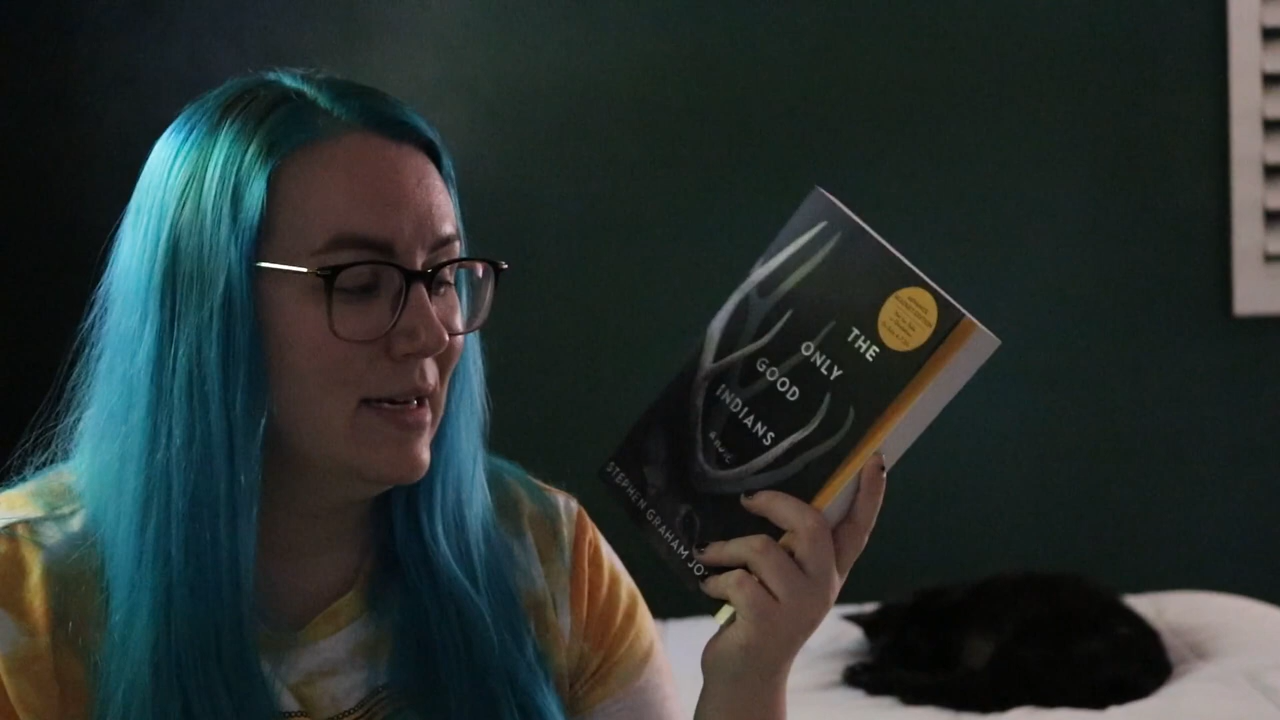 THE
ONLY
GOOD
INDIANS
A NOVEL
STEPHEN GRAHAM JO